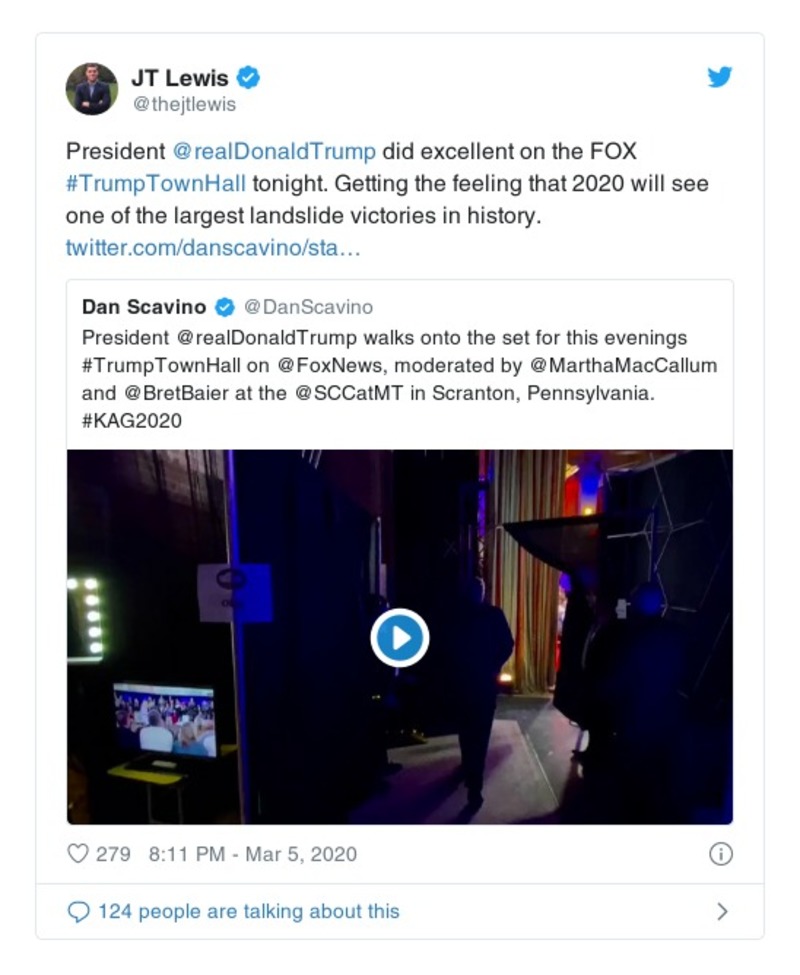 JT Lewis
@thejtlewis
President @realDonaldTrump did excellent on the FOX
#TrumpTownHall tonight. Getting the feeling that 2020 will see
one of the largest landslide victories in history.
twitter.com/danscavino/sta…
Dan Scavino @DanScavino
President @realDonaldTrump walks onto the set for this evenings
#TrumpTownHall on @FoxNews, moderated by @MarthaMacCallum
and @BretBaier at the @SCCatMT in Scranton, Pennsylvania.
#KAG2020
279 8:11 PM - Mar 5, 2020
124 people are talking about this